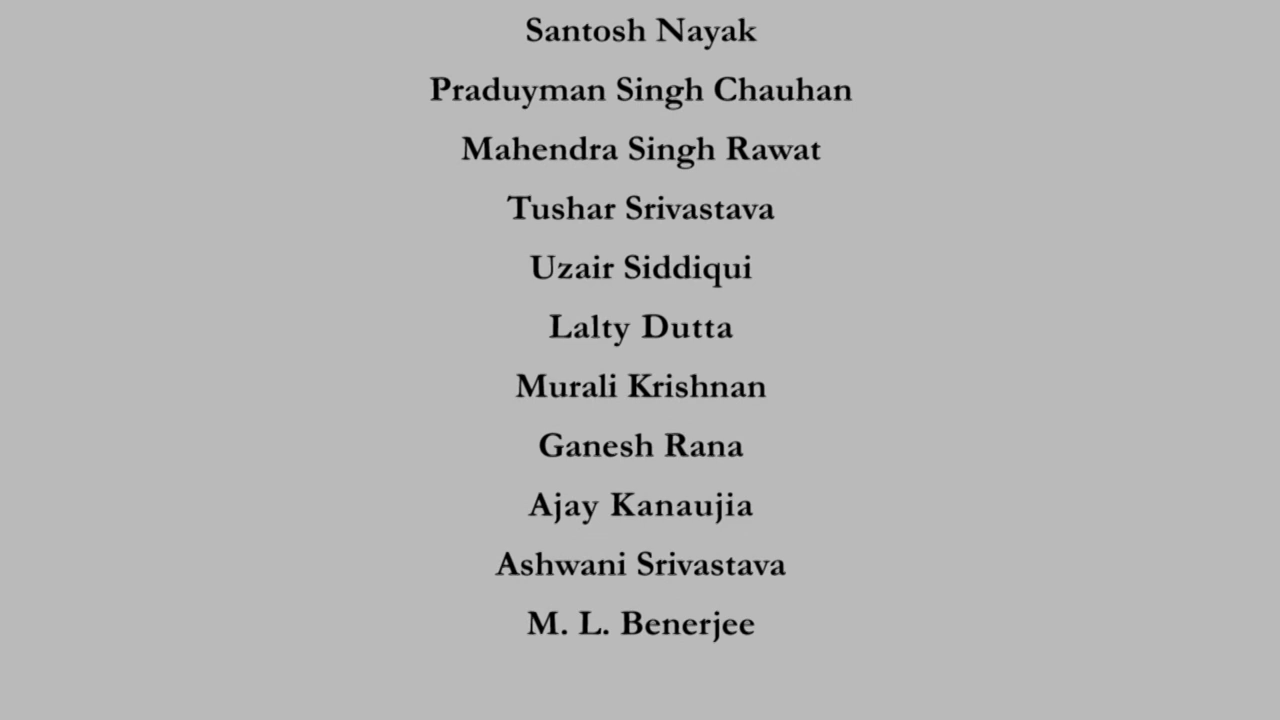 Santosh Nayak
Praduyman Singh Chauhan
Mahendra Singh Rawat
Tushar Srivastava
Uzair Siddiqui
Lalty Dutta
Murali Krishnan
Ganesh Rana
Ajay Kanaujia
Ashwani Srivastava
M. L. Benerjee